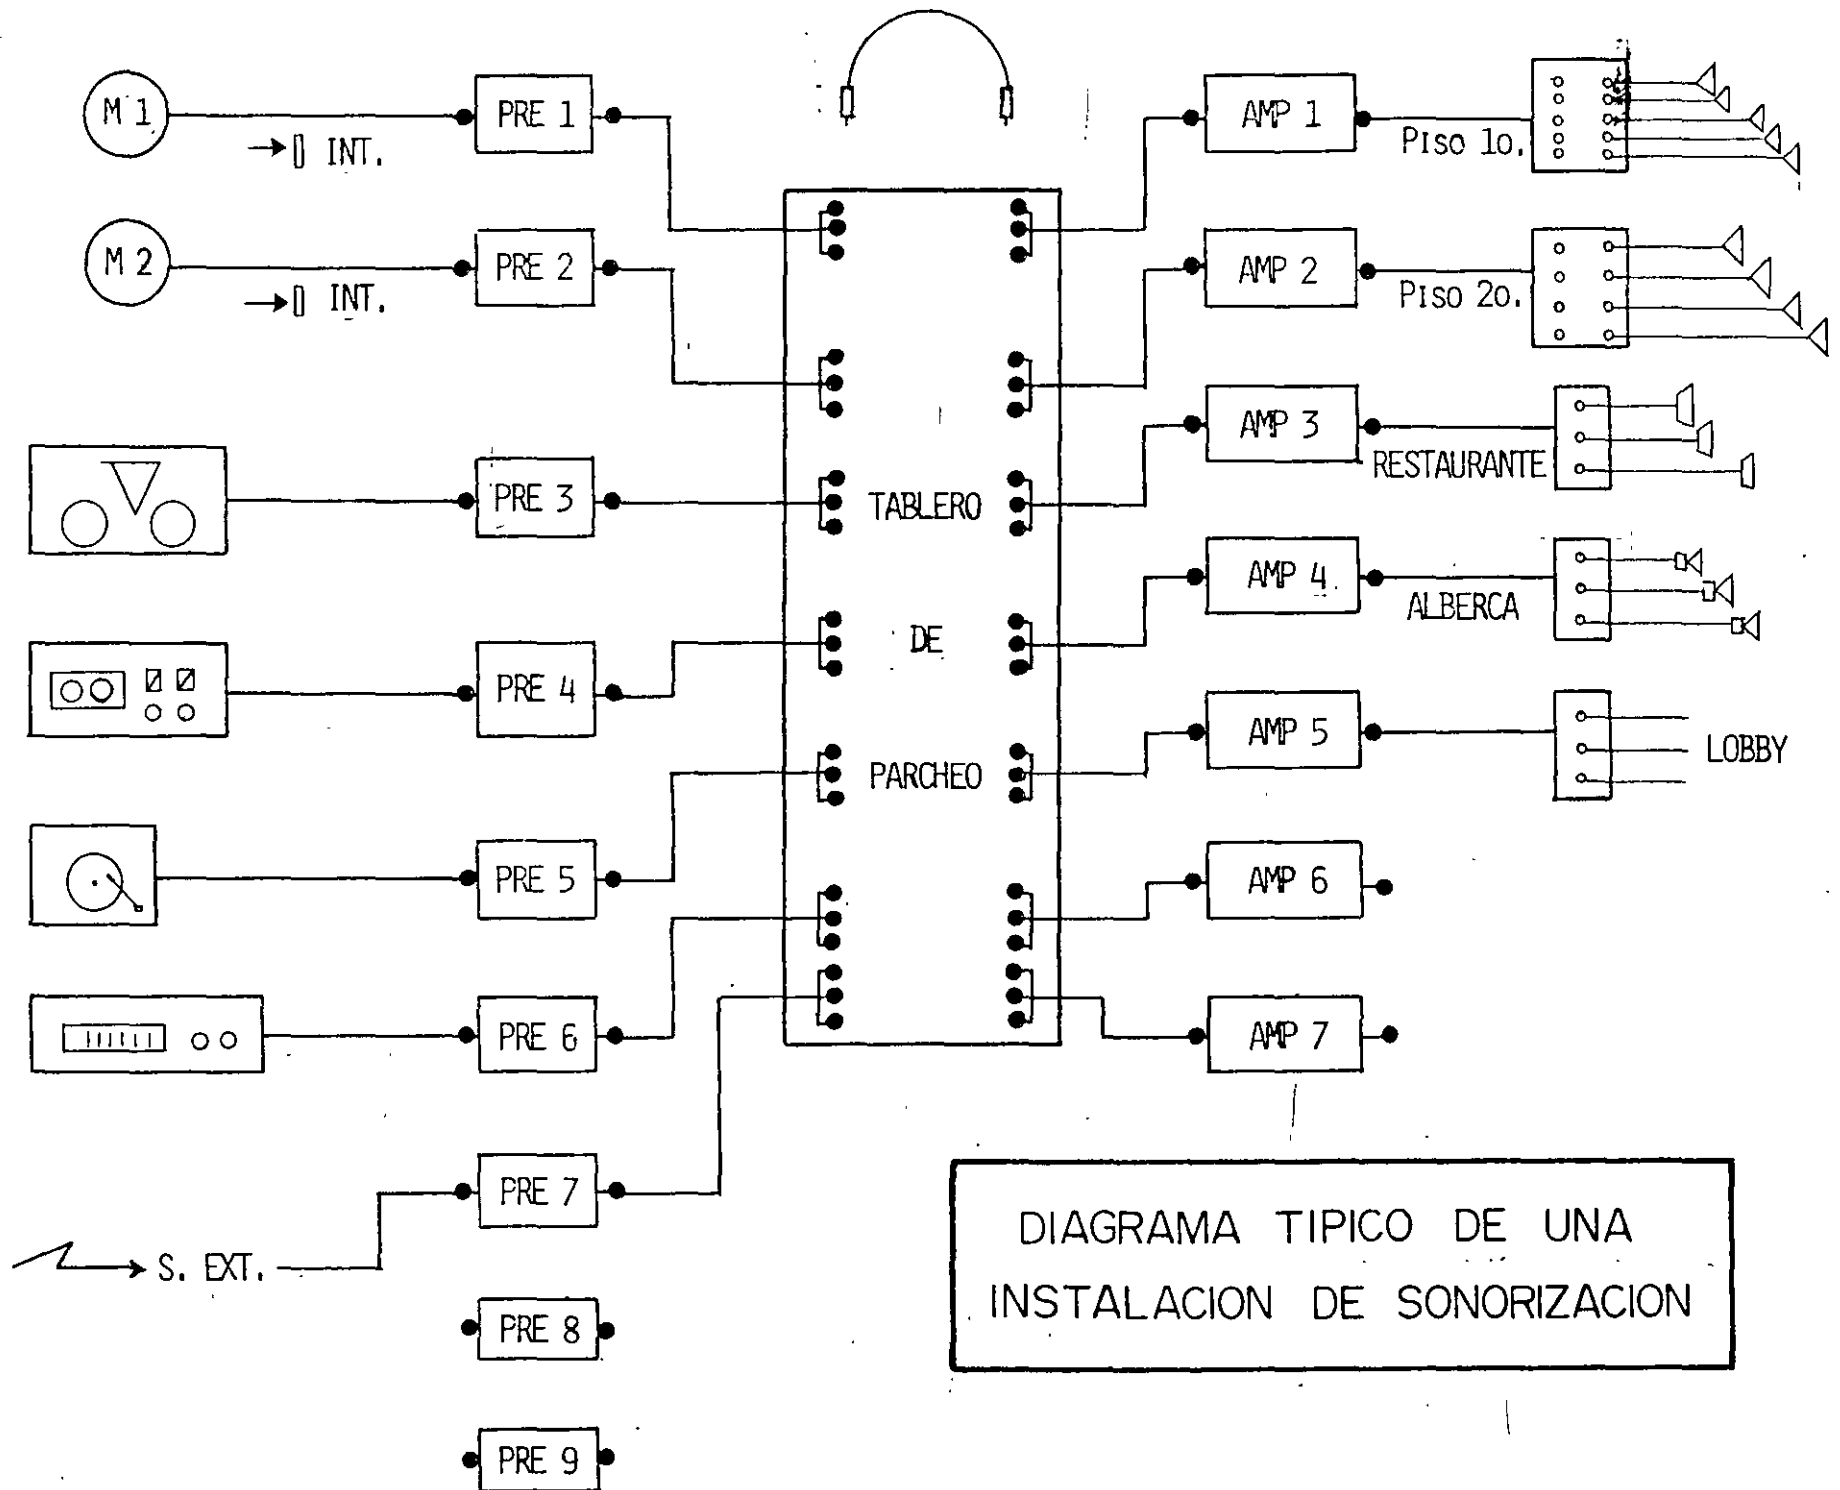 M 1
INT.
PRE 1
M 2
INT.
PRE 2
PRE 3
PRE 4
PRE 5
PRE 6
PRE 7
S. EXT.
PRE 8
PRE 9
TABLERO
DE
PARCHEO
AMP 1
PISO 1o.
AMP 2
PISO 2o.
AMP 3
RESTAURANTE
AMP 4
ALBERCA
AMP 5
LOBBY
AMP 6
AMP 7
DIAGRAMA TIPICO DE UNA
INSTALACION DE SONORIZACION